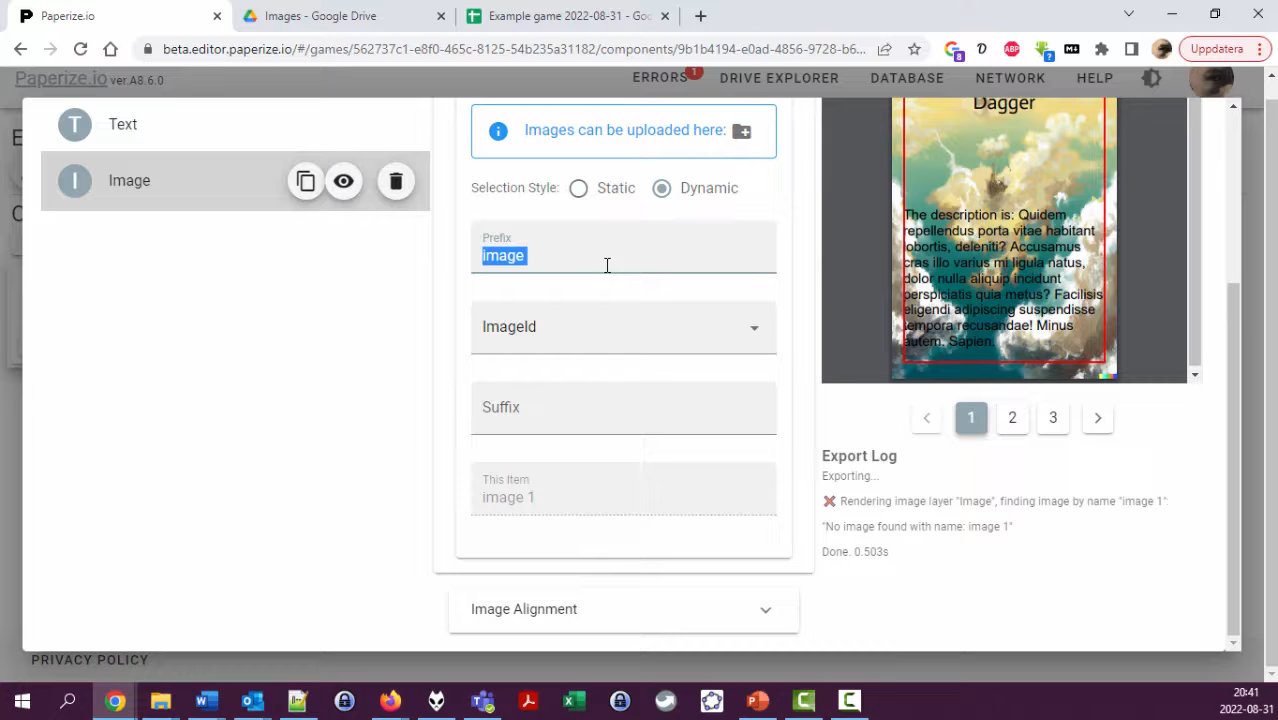 Paperize.io
Images - Google Drive
Example game 2022-08-31 - Goo
beta.editor.paperize.io/#/games/562737c1-e8f0-465c-8125-54b235a31182/components/9b1b4194-e0ad-4856-9728-b6...
8
ABP
?
M
Uppdatera
Paperize.io ver.A8.6.0
ERRORS 1
DRIVE EXPLORER
DATABASE
NETWORK
HELP
T Text
I Image
Images can be uploaded here:
Selection Style: Static Dynamic
Prefix
image
ImageId
Suffix
This Item
image 1
Image Alignment
Dagger
The description is: Quidem
repellendus porta vitae habitant
lobortis, deleniti? Accusamus
cras illo varius mi ligula natus,
dolor nulla aliquip incidunt
perspiciatis quia metus? Facilisis
eligendi adipiscing suspendisse
tempora recusandae! Minus
autem. Sapien.
1 2 3
Export Log
Exporting...
Rendering image layer "Image", finding image by name "image 1":
"No image found with name: image 1"
Done. 0.503s
PRIVACY POLICY
20:41
2022-08-31